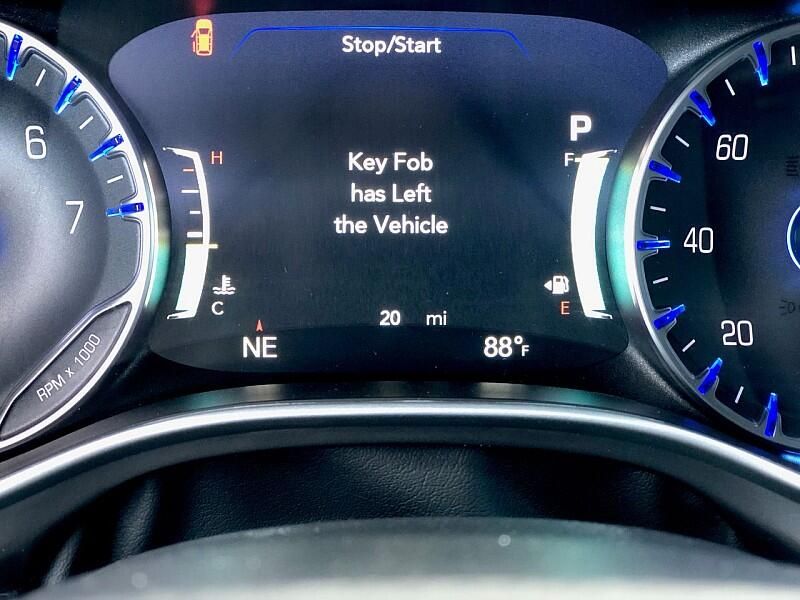 Stop/Start
P
H
F
Key Fob
has Left
the Vehicle
C
E
20 mi
NE
88°F
6
7
RPM x 1000
60
40
20